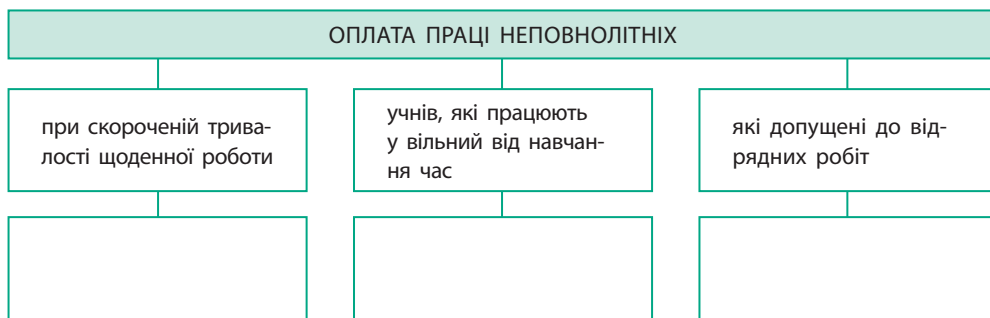 ОПЛАТА ПРАЦІ НЕПОВНОЛІТНІХ
при скороченій трива-
лості щоденної роботи
учнів, які працюють
у вільний від навчан-
ня час
які допущені до від-
рядних робіт